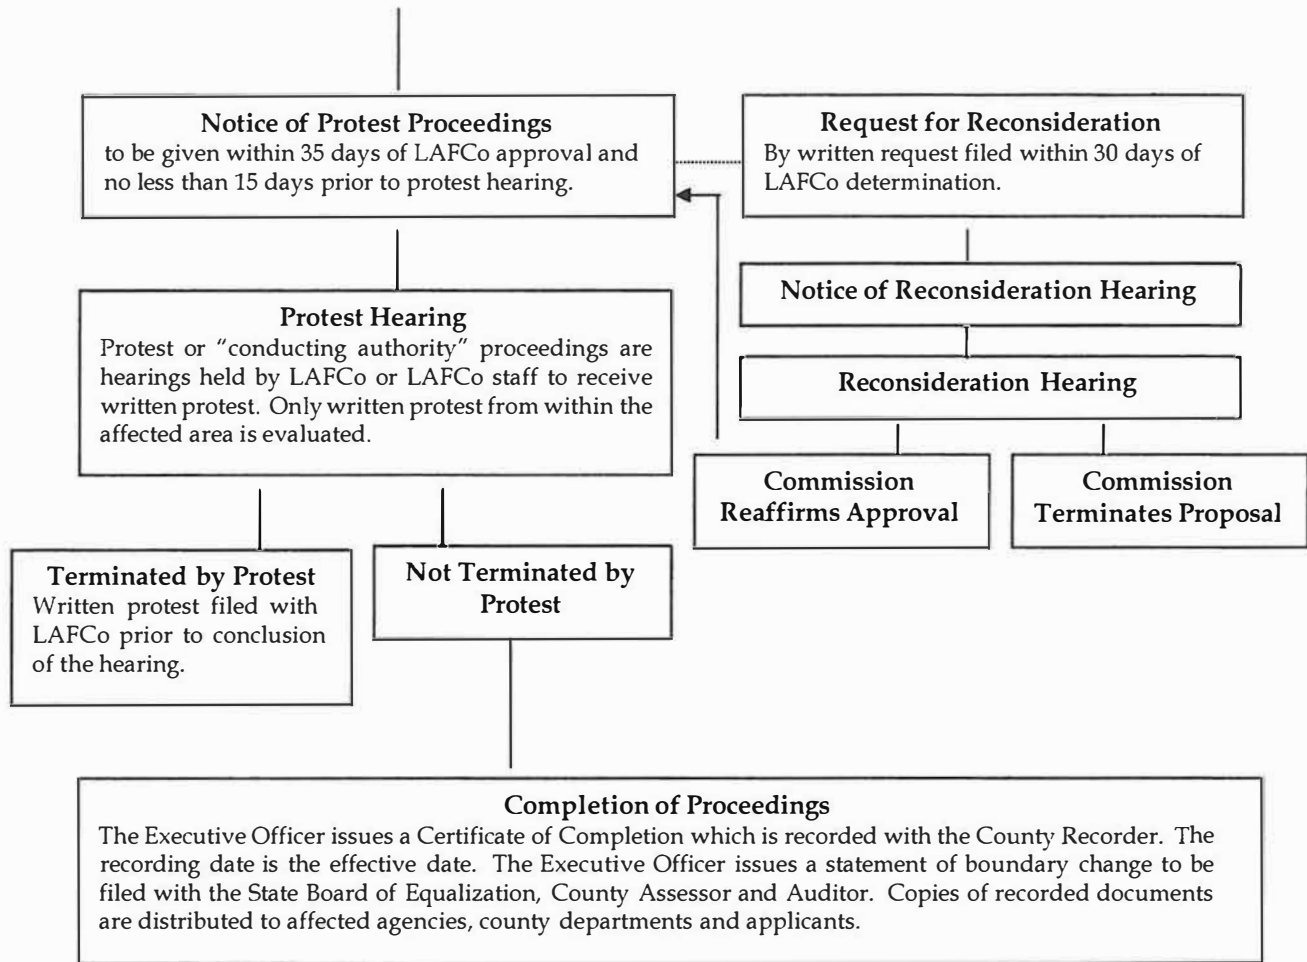 Notice of Protest Proceedings
to be given within 35 days of LAFCo approval and
no less than 15 days prior to protest hearing.
Request for Reconsideration
By written request filed within 30 days of
LAFCo determination.
Notice of Reconsideration Hearing
Reconsideration Hearing
Commission
Reaffirms Approval
Commission
Terminates Proposal
Protest Hearing
Protest or “conducting authority” proceedings are
hearings held by LAFCo or LAFCo staff to receive
written protest. Only written protest from within the
affected area is evaluated.
Terminated by Protest
Written protest filed with
LAFCo prior to conclusion
of the hearing.
Not Terminated by
Protest
Completion of Proceedings
The Executive Officer issues a Certificate of Completion which is recorded with the County Recorder. The
recording date is the effective date. The Executive Officer issues a statement of boundary change to be
filed with the State Board of Equalization, County Assessor and Auditor. Copies of recorded documents
are distributed to affected agencies, county departments and applicants.